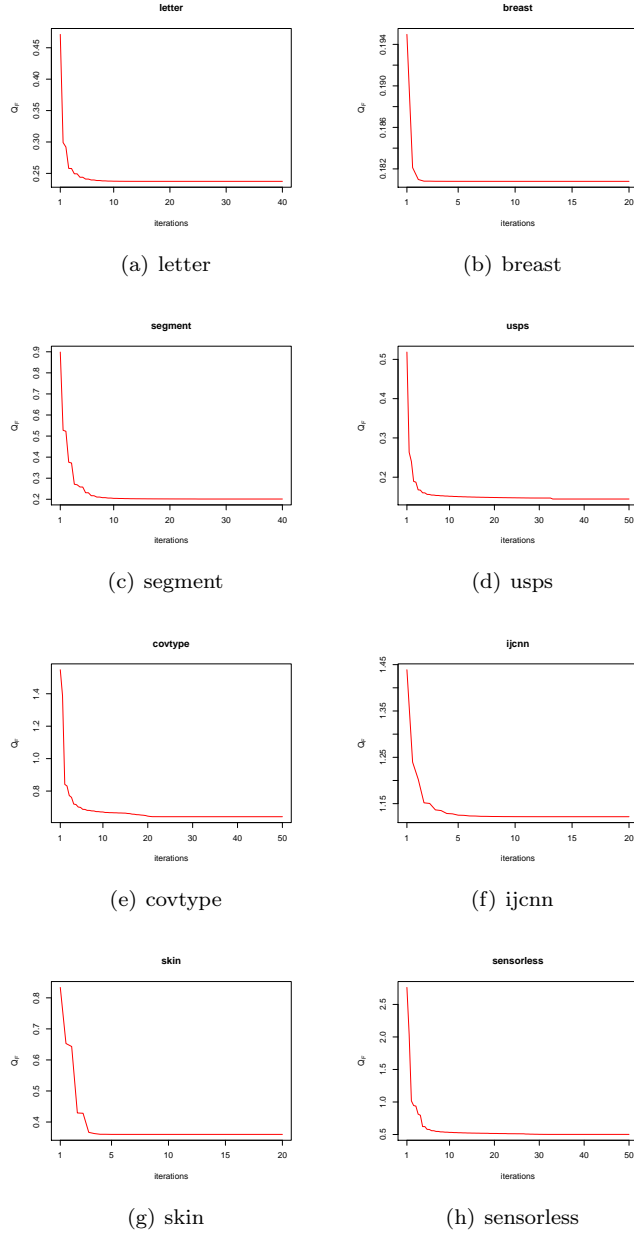 letter
0.25 0.30 0.35 0.40 0.45
Q_F
1 10 20 30 40
iterations
(a) letter
breast
0.182 0.186 0.190 0.194
Q_F
1 5 10 15 20
iterations
(b) breast
segment
0.2 0.3 0.4 0.5 0.6 0.7 0.8 0.9
Q_F
1 10 20 30 40
iterations
(c) segment
usps
0.2 0.3 0.4 0.5
Q_F
1 10 20 30 40 50
iterations
(d) usps
covtype
0.8 1.0 1.2 1.4
Q_F
1 10 20 30 40 50
iterations
(e) covtype
ijcnn
1.15 1.25 1.35 1.45
Q_F
1 5 10 15 20
iterations
(f) ijcnn
skin
0.4 0.5 0.6 0.7 0.8
Q_F
1 5 10 15 20
iterations
(g) skin
sensorless
0.5 1.0 1.5 2.0 2.5
Q_F
1 10 20 30 40 50
iterations
(h) sensorless